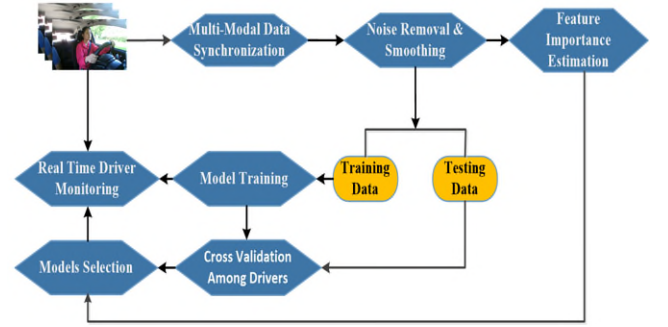 Multi-Modal Data
Synchronization
Noise Removal &
Smoothing
Feature
Importance
Estimation
Real Time Driver
Monitoring
Model Training
Training
Data
Testing
Data
Models Selection
Cross Validation
Among Drivers